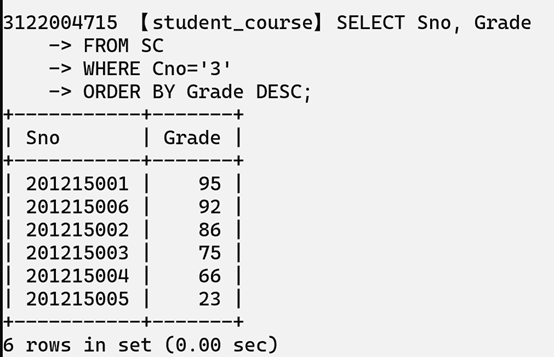 3122004715 【student_course】SELECT Sno, Grade
    -> FROM SC
    -> WHERE Cno='3'
    -> ORDER BY Grade DESC;
+-----------+-------+
| Sno       | Grade |
+-----------+-------+
| 201215001 |    95 |
| 201215006 |    92 |
| 201215002 |    86 |
| 201215003 |    75 |
| 201215004 |    66 |
| 201215005 |    23 |
+-----------+-------+
6 rows in set (0.00 sec)